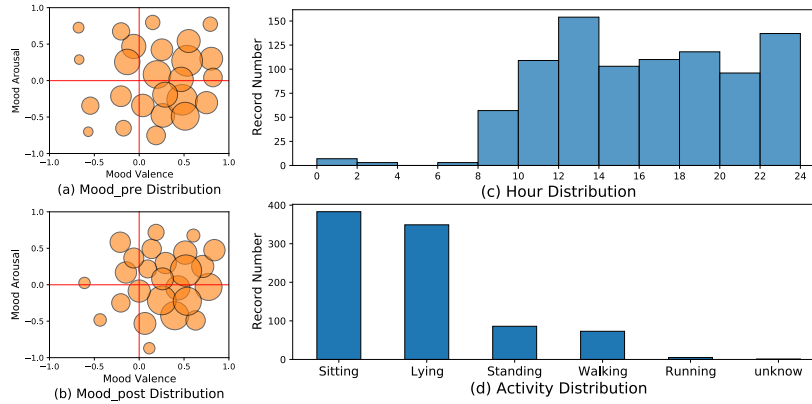 1.0
0.5
0.0
−0.5
−1.0
Mood Arousal
−1.0 −0.5 0.0 0.5 1.0
Mood Valence
(a) Mood_pre Distribution
1.0
0.5
0.0
−0.5
−1.0
Mood Arousal
−1.0 −0.5 0.0 0.5 1.0
Mood Valence
(b) Mood_post Distribution
150
125
100
75
50
25
0
Record Number
0 2 4 6 8 10 12 14 16 18 20 22 24
(c) Hour Distribution
400
300
200
100
0
Record Number
Sitting Lying Standing Walking Running unknow
(d) Activity Distribution